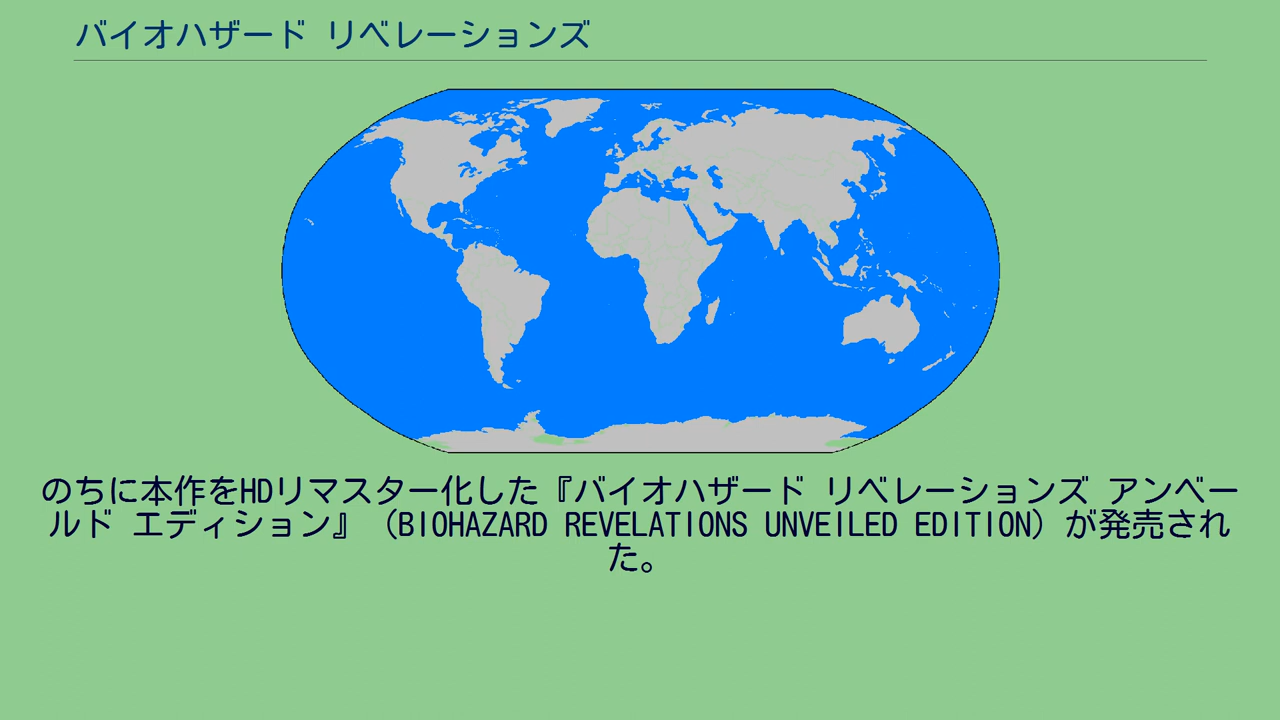 バイオハザード リベレーションズ
のちに本作をHDリマスター化した『バイオハザード リベレーションズ アンベー
ルド エディション』（BIOHAZARD REVELATIONS UNVEILED EDITION）が発売され
た。